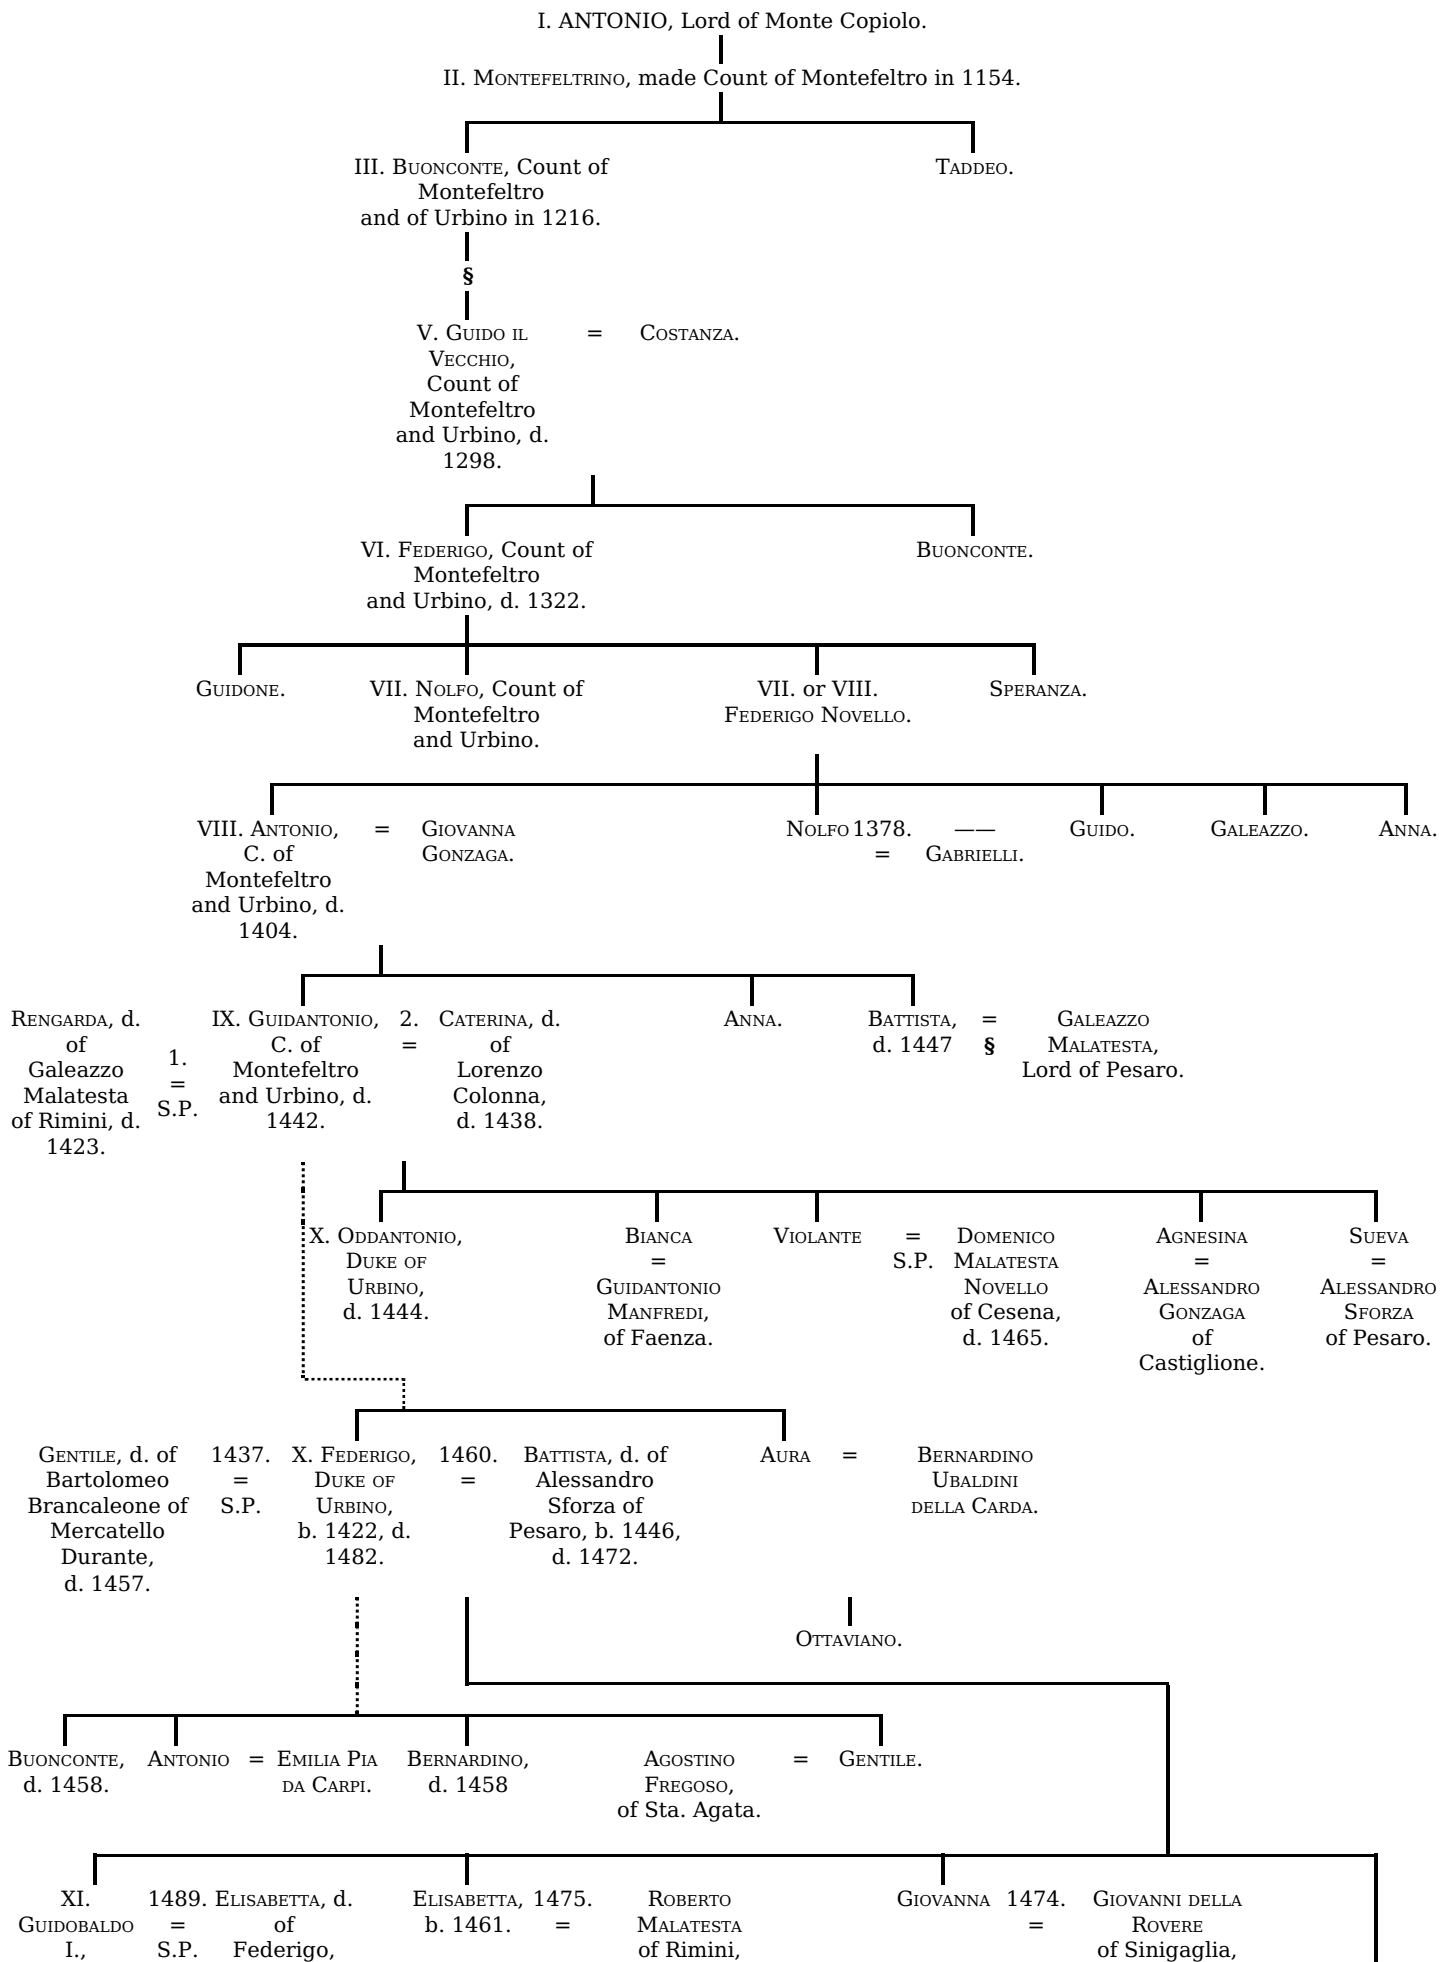 I. ANTONIO, Lord of Monte Copiolo.
II. MONTEFELTRINO, made Count of Montefeltro in 1154.
III. BUONCONTE, Count of
Montefeltro
and of Urbino in 1216.
TADDEO.
§
V. GUIDO IL
VECCHIO,
Count of
Montefeltro
and Urbino, d.
1298.
=
COSTANZA.
VI. FEDERIGO, Count of
Montefeltro
and Urbino, d. 1322.
BUONCONTE.
GUIDONE.
VII. NOLFO, Count of
Montefeltro
and Urbino.
VII. or VIII.
FEDERIGO NOVELLO.
SPERANZA.
VIII. ANTONIO,
C. of
Montefeltro
and Urbino, d.
1404.
=
GIOVANNA
GONZAGA.
NOLFO
1378.
=
——
GABRIELLI.
GUIDO.
GALEAZZO.
ANNA.
RENGARDA, d.
of
Galeazzo
Malatesta
of Rimini, d.
1423.
1.
=
S.P.
IX. GUIDANTONIO,
C. of
Montefeltro
and Urbino, d.
1442.
2.
=
CATERINA, d.
of
Lorenzo
Colonna,
d. 1438.
ANNA.
BATTISTA,
d. 1447
=
§
GALEAZZO
MALATESTA,
Lord of Pesaro.
X. ODDANTONIO,
DUKE OF
URBINO,
d. 1444.
BIANCA
=
GUIDANTONIO
MANFREDI,
of Faenza.
VIOLANTE
=
S.P.
DOMENICO
MALATESTA
NOVELLO
of Cesena,
d. 1465.
AGNESINA
=
ALESSANDRO
GONZAGA
of
Castiglione.
SUEVA
=
ALESSANDRO
SFORZA
of Pesaro.
GENTILE, d. of
Bartolomeo
Brancaleone of
Mercatello
Durante,
d. 1457.
1437.
=
S.P.
X. FEDERIGO,
DUKE OF
URBINO,
b. 1422, d.
1482.
1460.
=
BATTISTA, d. of
Alessandro
Sforza of
Pesaro, b. 1446,
d. 1472.
AURA
=
BERNARDINO
UBALDINI
DELLA CARDA.
OTTAVIANO.
BUONCONTE,
d. 1458.
ANTONIO
=
EMILIA PIA
DA CARPI.
BERNARDINO,
d. 1458
AGOSTINO
FREGOSO,
of Sta. Agata.
=
GENTILE.
XI.
GUIDOBALDO
I.,
1489.
=
S.P.
ELISABETTA, d.
of
Federigo,
ELISABETTA,
b. 1461.
1475.
=
ROBERTO
MALATESTA
of Rimini,
GIOVANNA
1474.
=
GIOVANNI DELLA
ROVERE
of Sinigaglia,